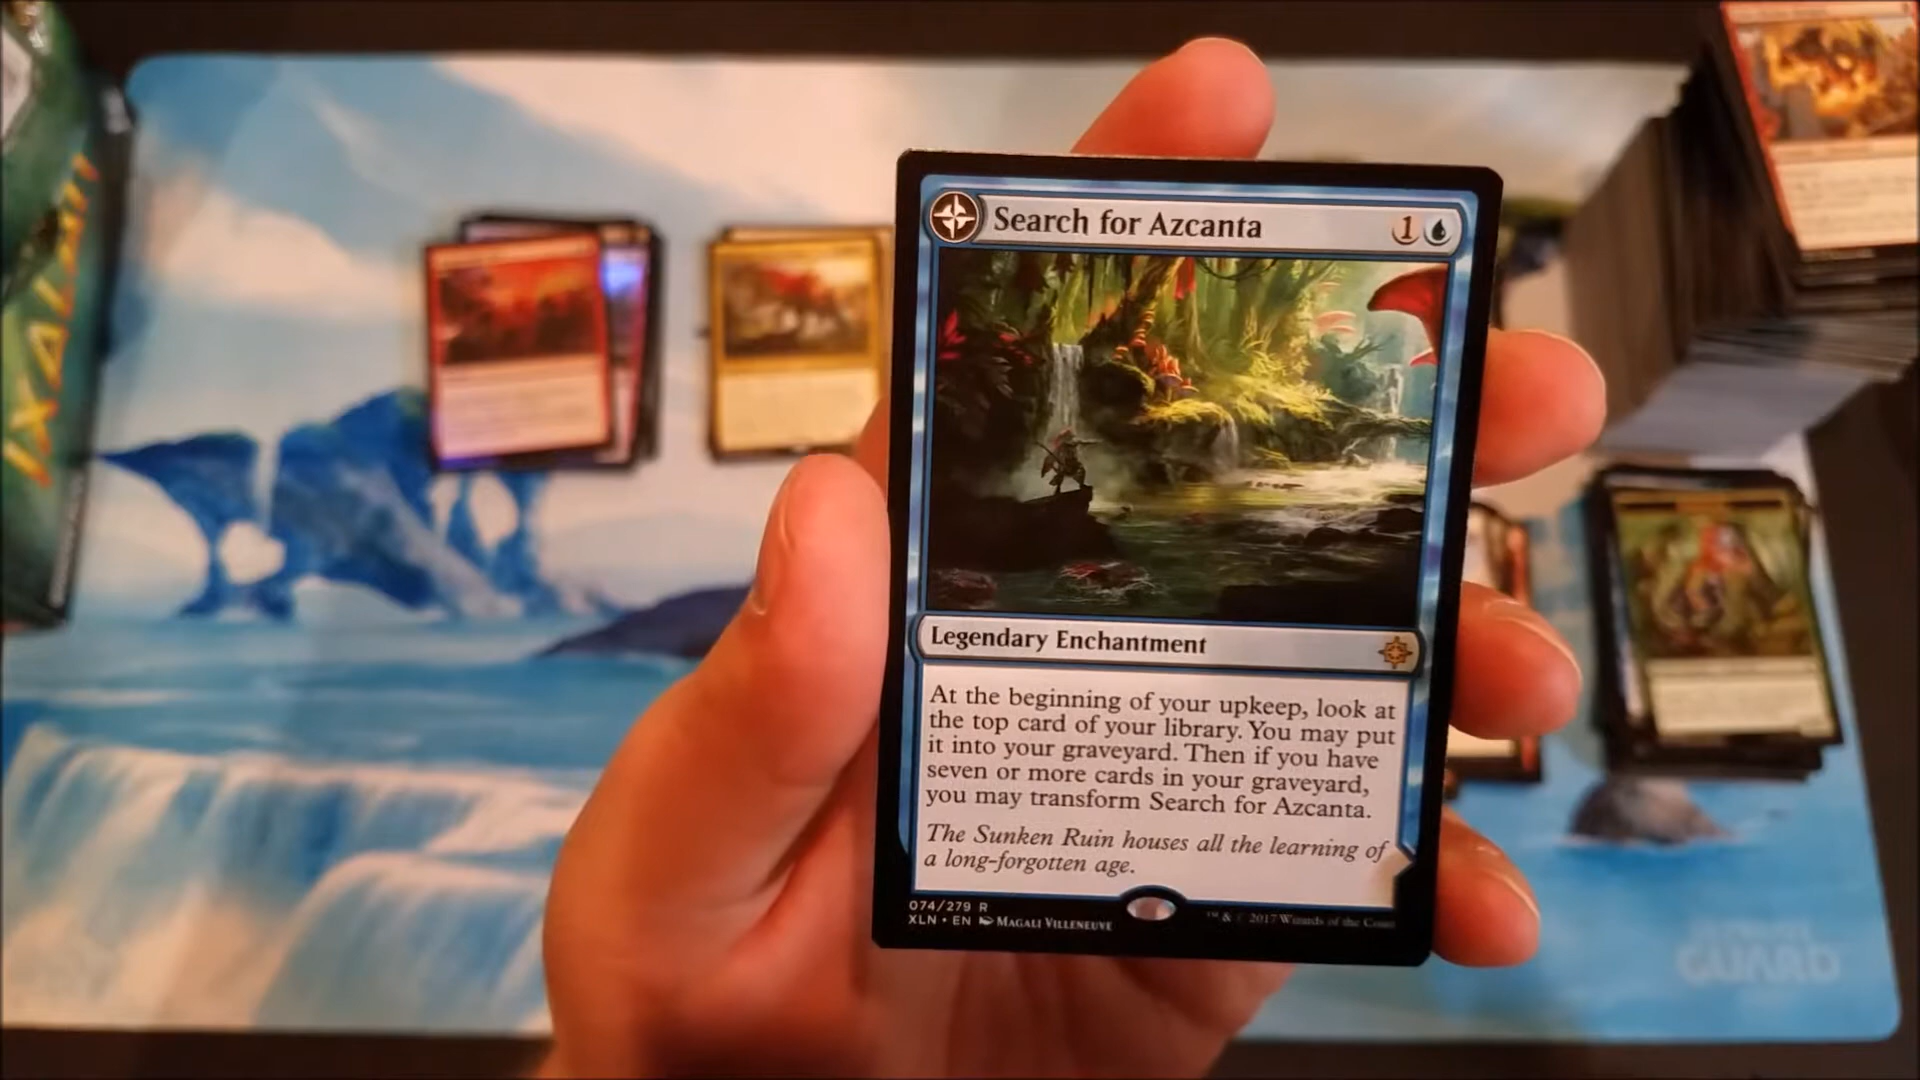 IXALAN
Search for Azcanta
1
Legendary Enchantment
At the beginning of your upkeep, look at
the top card of your library. You may put
it into your graveyard. Then if you have
seven or more cards in your graveyard,
you may transform Search for Azcanta.
The Sunken Ruin houses all the learning of
a long-forgotten age.
074/279 R
XLN • EN MAGALI VILLENEUVE
™ & © 2017 Wizards of the Coast
GUARD